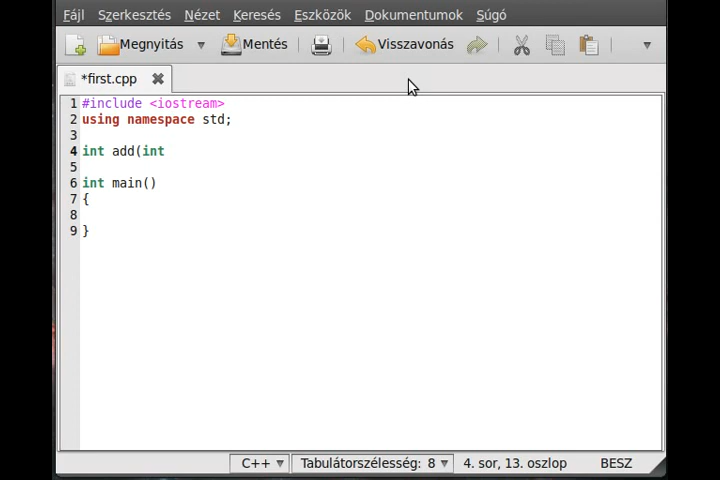 Fájl Szerkesztés Nézet Keresés Eszközök Dokumentumok Súgó
Megnyitás Mentés Visszavonás
*first.cpp
1 #include <iostream>
2 using namespace std;
3
4 int add(int
5
6 int main()
7 {
8
9 }
C++ Tabulátorszélesség: 8 4. sor, 13. oszlop BESZ